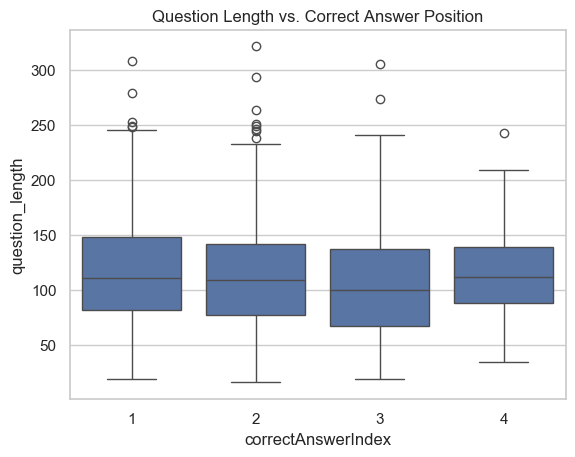 Question Length vs. Correct Answer Position
question_length
300
250
200
150
100
50
1 2 3 4
correctAnswerIndex